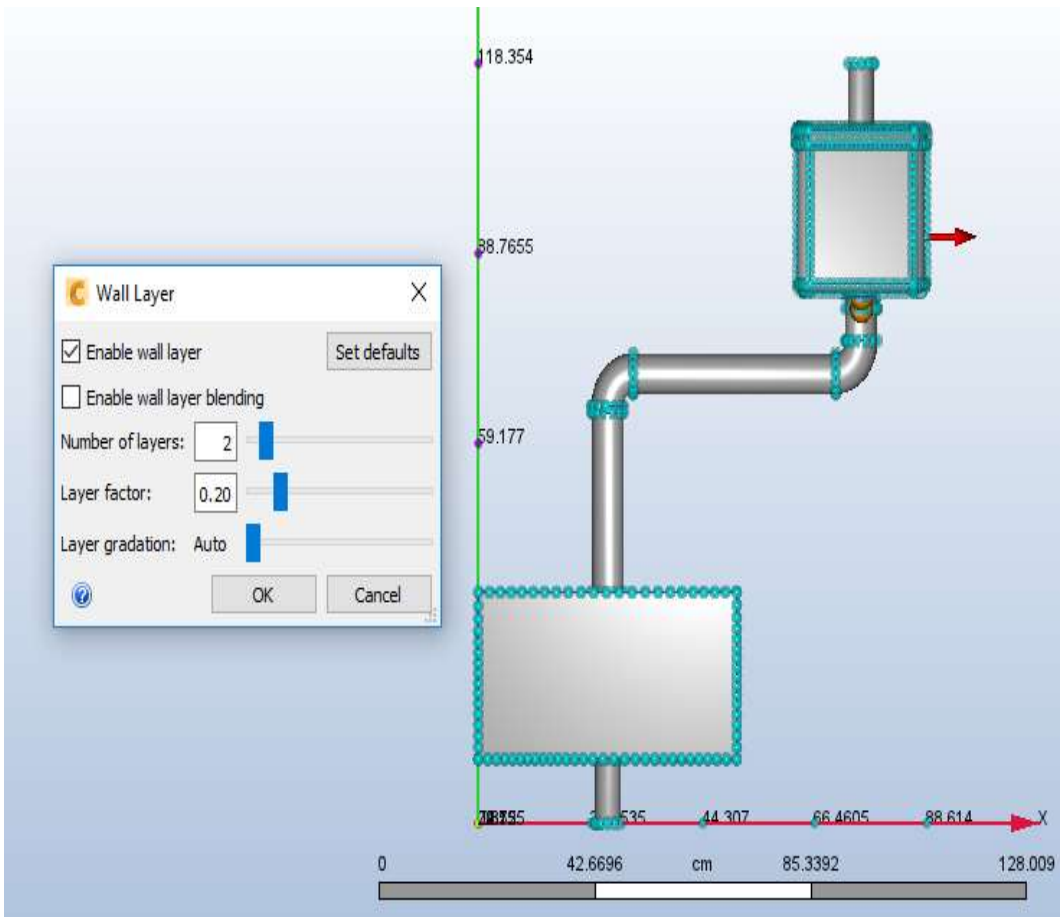 118.354
88.7655
59.177
Wall Layer
Enable wall layer
Set defaults
Enable wall layer blending
Number of layers: 2
Layer factor: 0.20
Layer gradation: Auto
OK Cancel
44.307 66.4605 88.614 X
0 42.6696 cm 85.3392 128.009